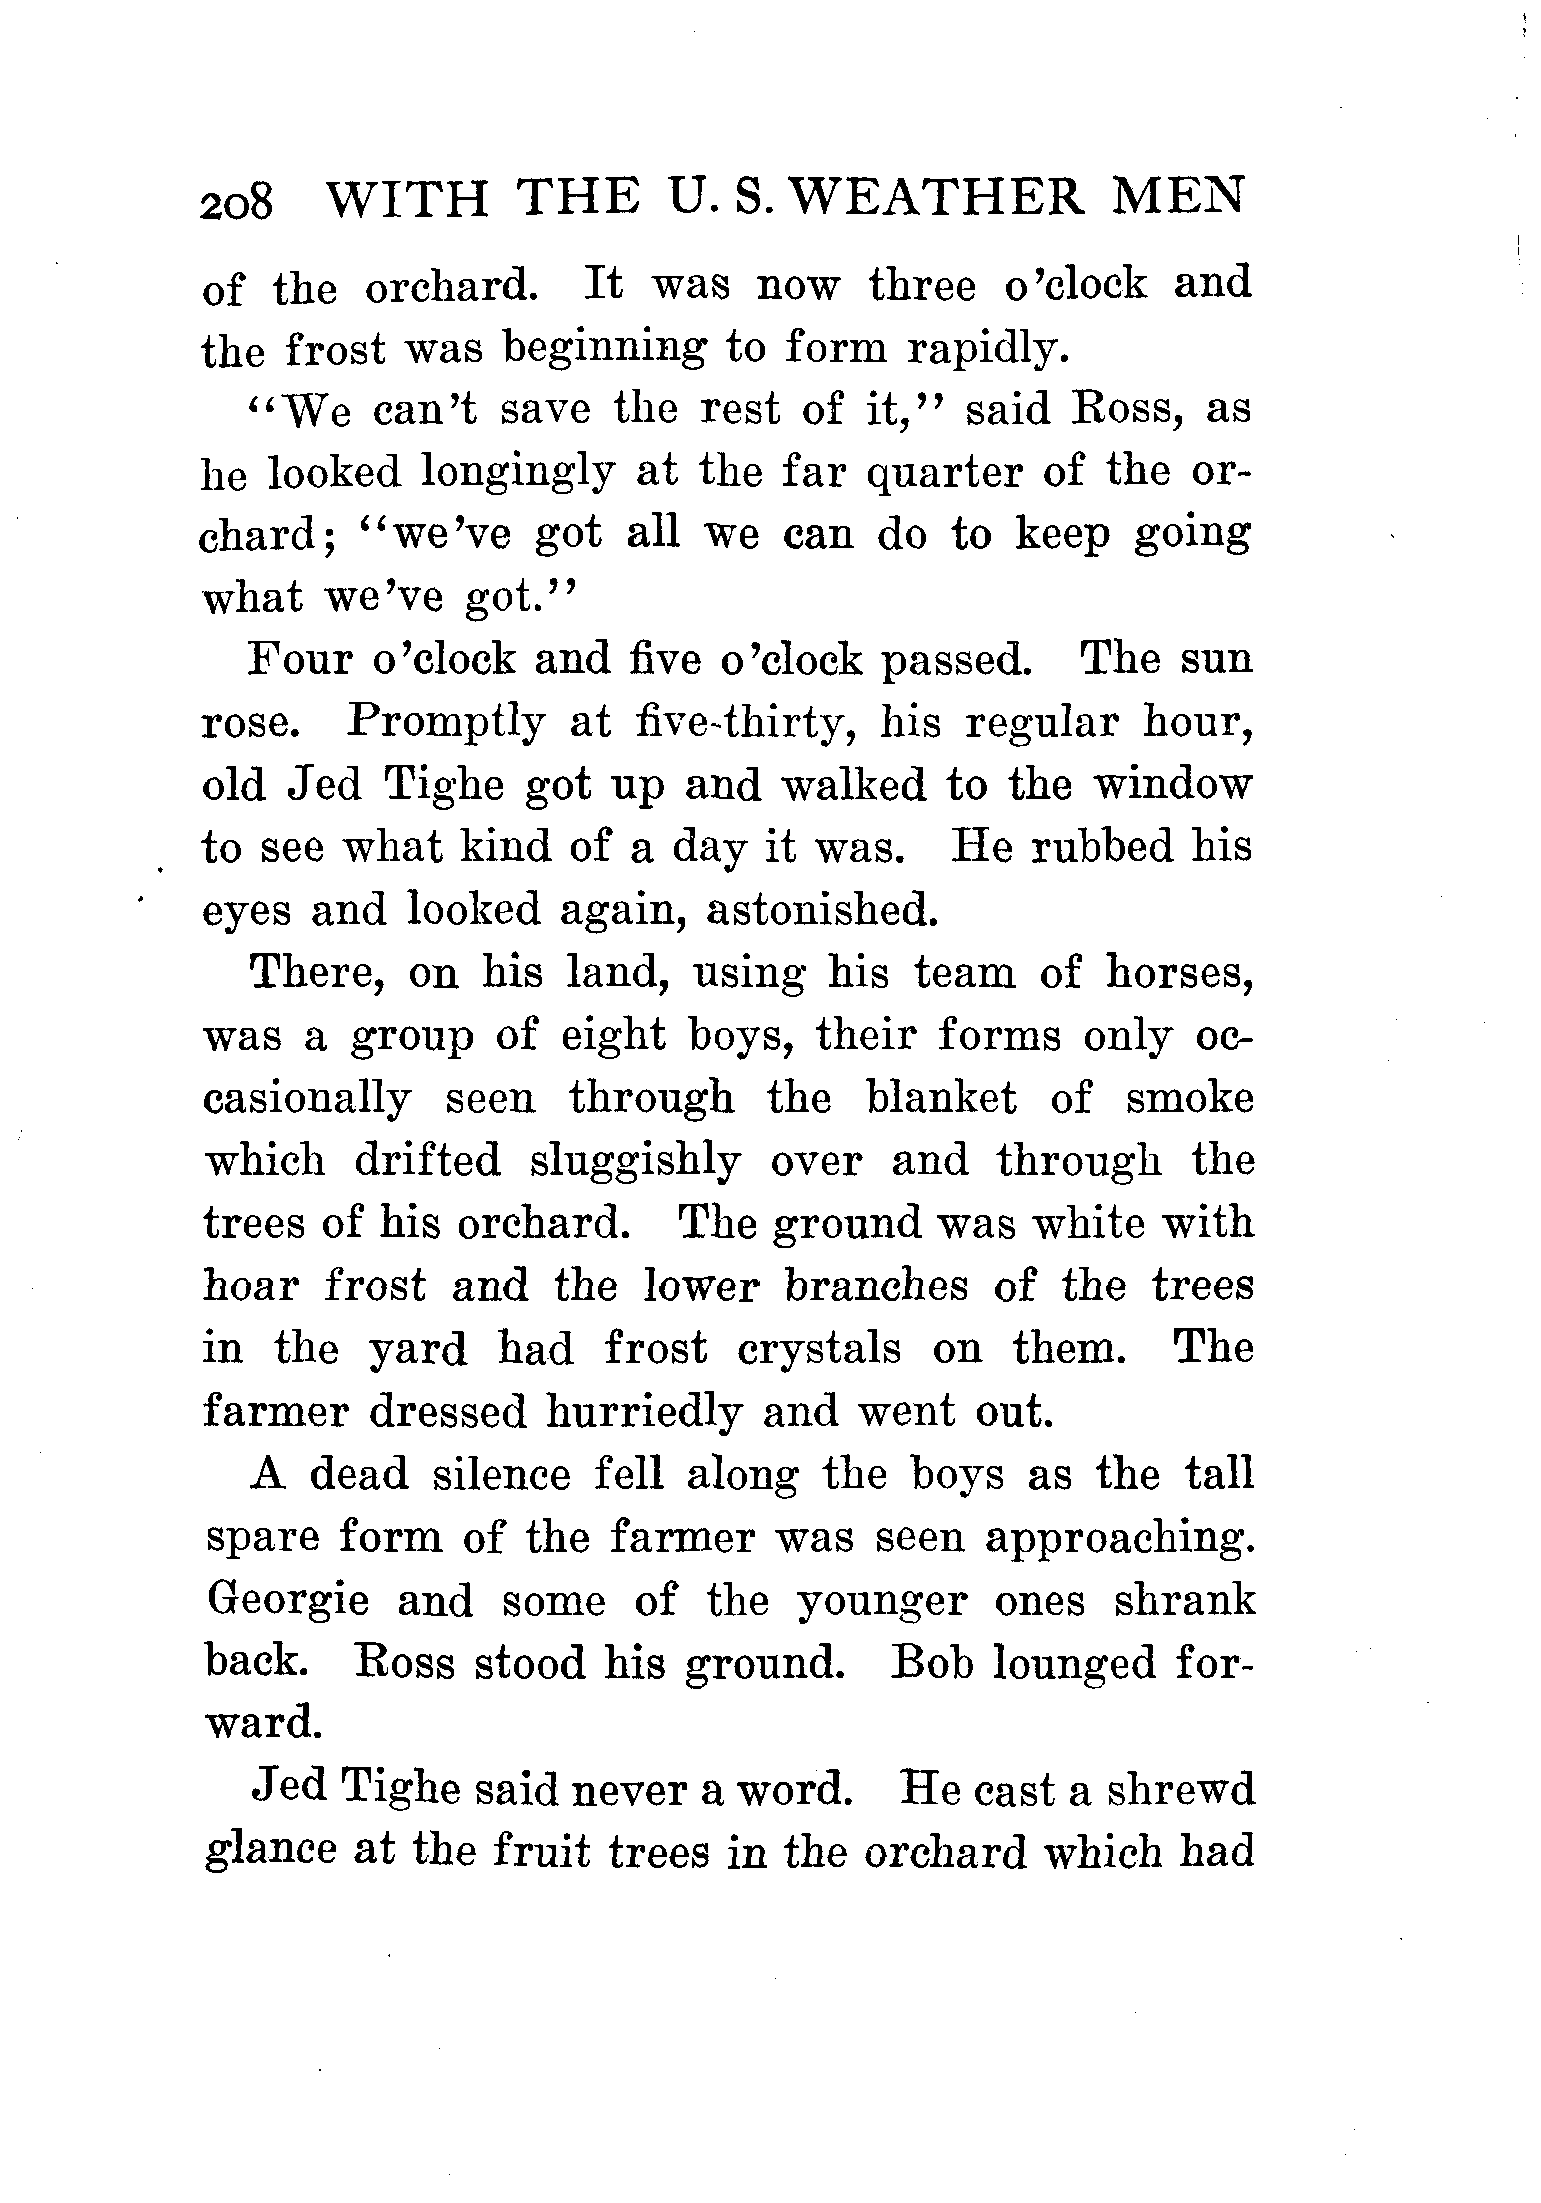 208 WITH THE U. S. WEATHER MEN
of the orchard. It was now three o'clock and
the frost was beginning to form rapidly.
"We can't save the rest of it," said Ross, as
he looked longingly at the far quarter of the or-
chard; "we've got all we can do to keep going
what we've got."
Four o'clock and five o'clock passed. The sun
rose. Promptly at five-thirty, his regular hour,
old Jed Tighe got up and walked to the window
to see what kind of a day it was. He rubbed his
eyes and looked again, astonished.
There, on his land, using his team of horses,
was a group of eight boys, their forms only oc-
casionally seen through the blanket of smoke
which drifted sluggishly over and through the
trees of his orchard. The ground was white with
hoar frost and the lower branches of the trees
in the yard had frost crystals on them. The
farmer dressed hurriedly and went out.
A dead silence fell along the boys as the tall
spare form of the farmer was seen approaching.
Georgie and some of the younger ones shrank
back. Ross stood his ground. Bob lounged for-
ward.
Jed Tighe said never a word. He cast a shrewd
glance at the fruit trees in the orchard which had